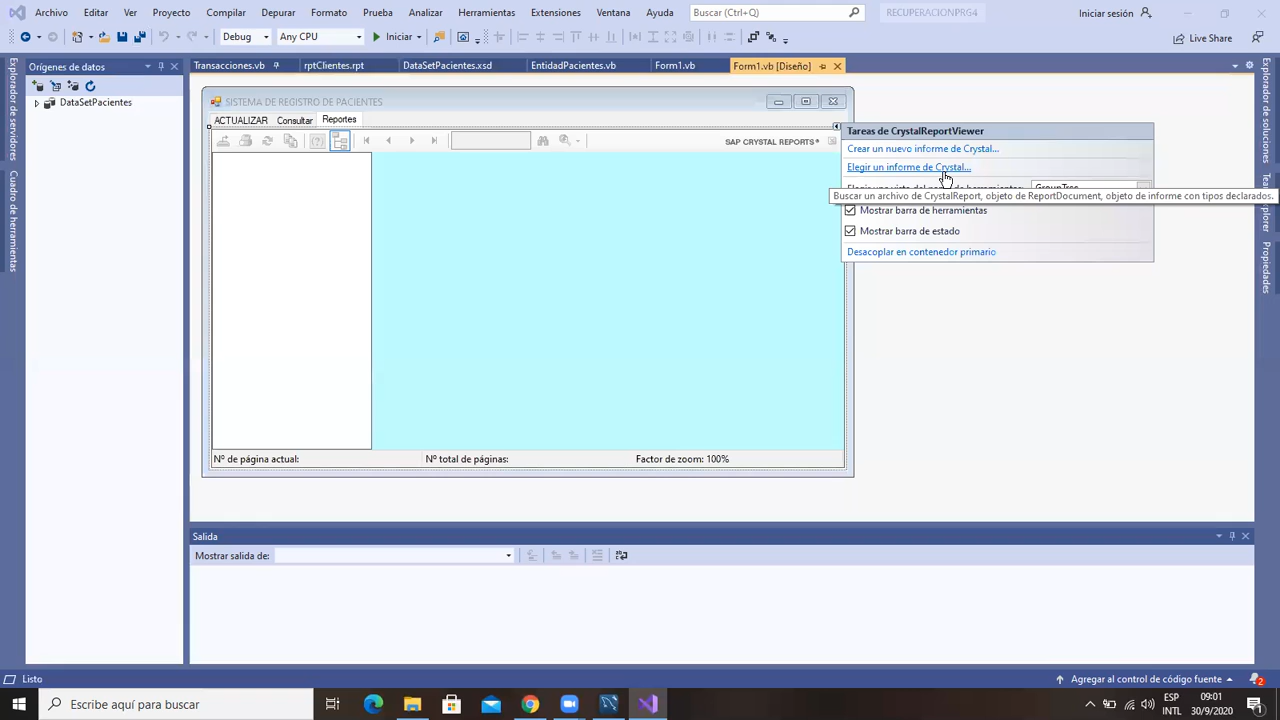 Archivo Editar Ver Proyecto Compilar Depurar Formato Prueba Analizar Herramientas Extensiones Ventana Ayuda Buscar (Ctrl+Q) RECUPERACIONPRG4 Iniciar sesión
Debug Any CPU Iniciar Live Share
Explorador de servidores
Cuadro de herramientas
Orígenes de datos
DataSetPacientes
Transacciones.vb rptClientes.rpt DataSetPacientes.xsd EntidadPacientes.vb Form1.vb Form1.vb [Diseño]
SISTEMA DE REGISTRO DE PACIENTES
ACTUALIZAR Consultar Reportes
SAP CRYSTAL REPORTS
Tareas de CrystalReportViewer
Crear un nuevo informe de Crystal...
Elegir un informe de Crystal...
GroupTree
Buscar un archivo de CrystalReport, objeto de ReportDocument, objeto de informe con tipos declarados.
Mostrar barra de herramientas
Mostrar barra de estado
Desacoplar en contenedor primario
Nº de página actual: Nº total de páginas: Factor de zoom: 100%
Explorador de soluciones
Propiedades
Salida
Mostrar salida de:
Listo
Agregar al control de código fuente
2
Escribe aquí para buscar
ESP
INTL
09:01
30/9/2020